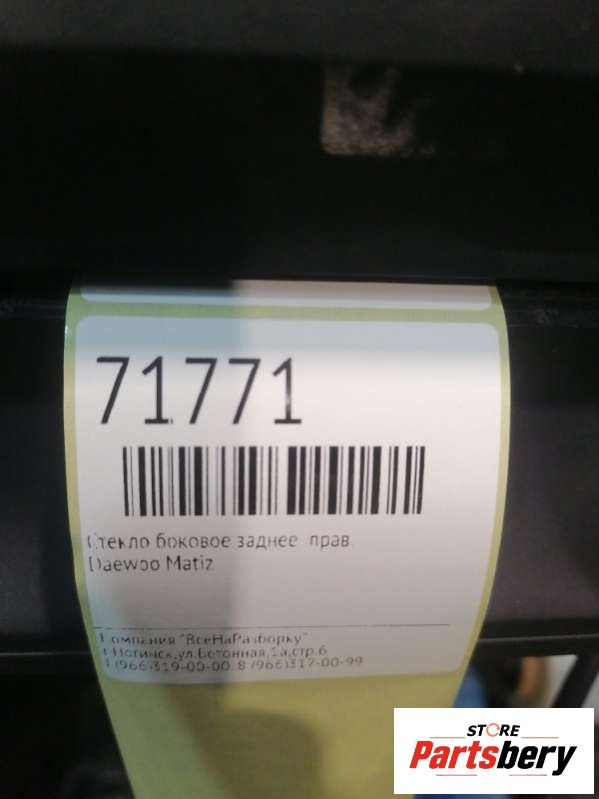 71771
Стекло боковое заднее прав.
Daewoo Matiz
Компания "ВсеНаРазборку"
г.Ногинск,ул.Бетонная,1а,стр.6
(966)319-00-00, 8 (966)317-00-99
STORE
Partsbery